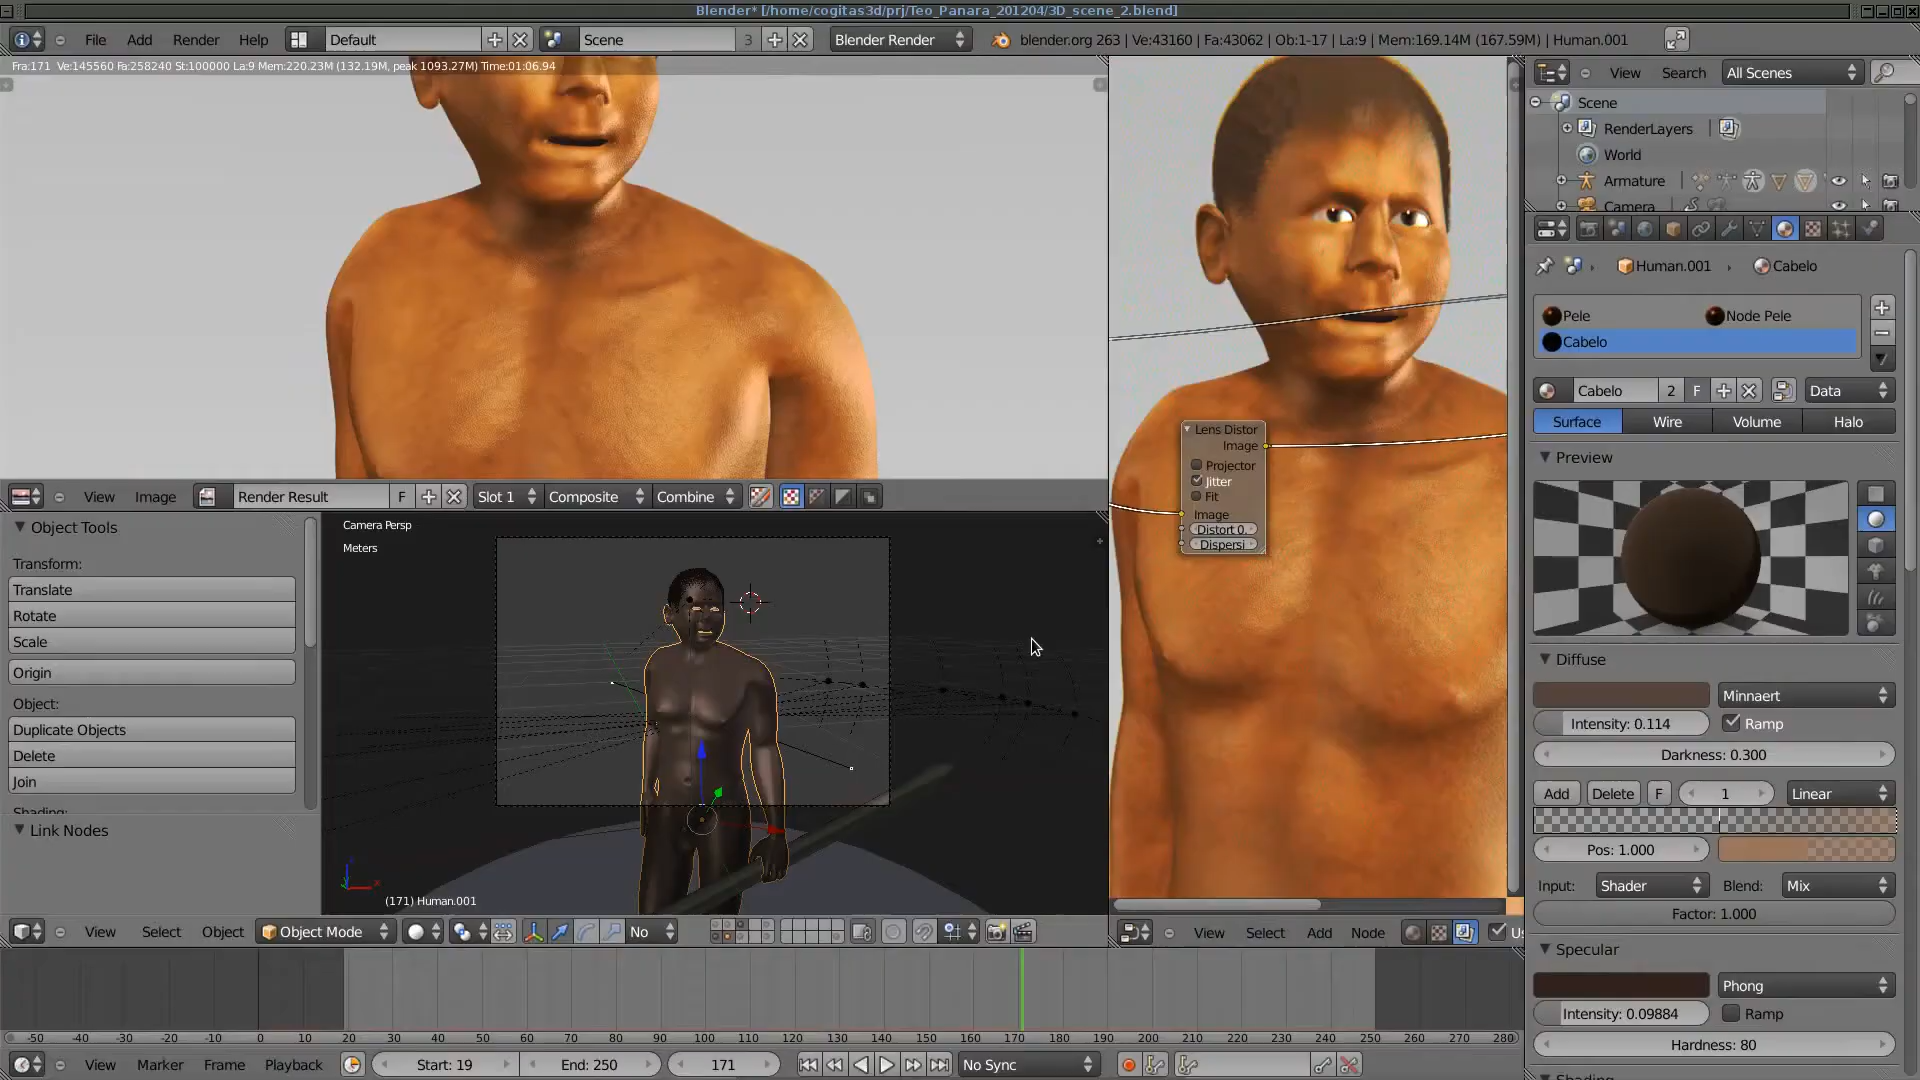 Blender* [/home/cogitas3d/prj/Teo_Panara_201204/3D_scene_2.blend]
File Add Render Help Default Scene 3 Blender Render blender.org 263 | Ve:43160 | Fa:43062 | Ob:1-17 | La:9 | Mem:169.14M (167.59M) | Human.001
Fra:171 Ve:145560 Fa:258240 St:100000 La:9 Mem:220.23M (132.19M, peak 1093.27M) Time:01:06.94
View Search All Scenes
Scene
RenderLayers
World
Armature
Camera
Human.001 Cabelo
Pele Node Pele
Cabelo
Cabelo 2 F Data
Surface Wire Volume Halo
Preview
Lens Distor
Image
Projector
Jitter
Fit
Image
Distort 0.
Dispersi
View Image Render Result F Slot 1 Composite Combine
Object Tools
Transform:
Translate
Rotate
Scale
Origin
Object:
Duplicate Objects
Delete
Join
Shading:
Link Nodes
Camera Persp
Meters
(171) Human.001
Diffuse
Minnaert
Intensity: 0.114 Ramp
Darkness: 0.300
Add Delete F 1 Linear
Pos: 1.000
Input: Shader Blend: Mix
Factor: 1.000
Specular
Phong
Intensity: 0.09884 Ramp
Hardness: 80
Shading
View Select Object Object Mode No
View Select Add Node Us
-50 -40 -30 -20 -10 0 10 20 30 40 50 60 70 80 90 100 110 120 130 140 150 160 170 180 190 200 210 220 230 240 250 260 270 280
View Marker Frame Playback Start: 19 End: 250 171 No Sync